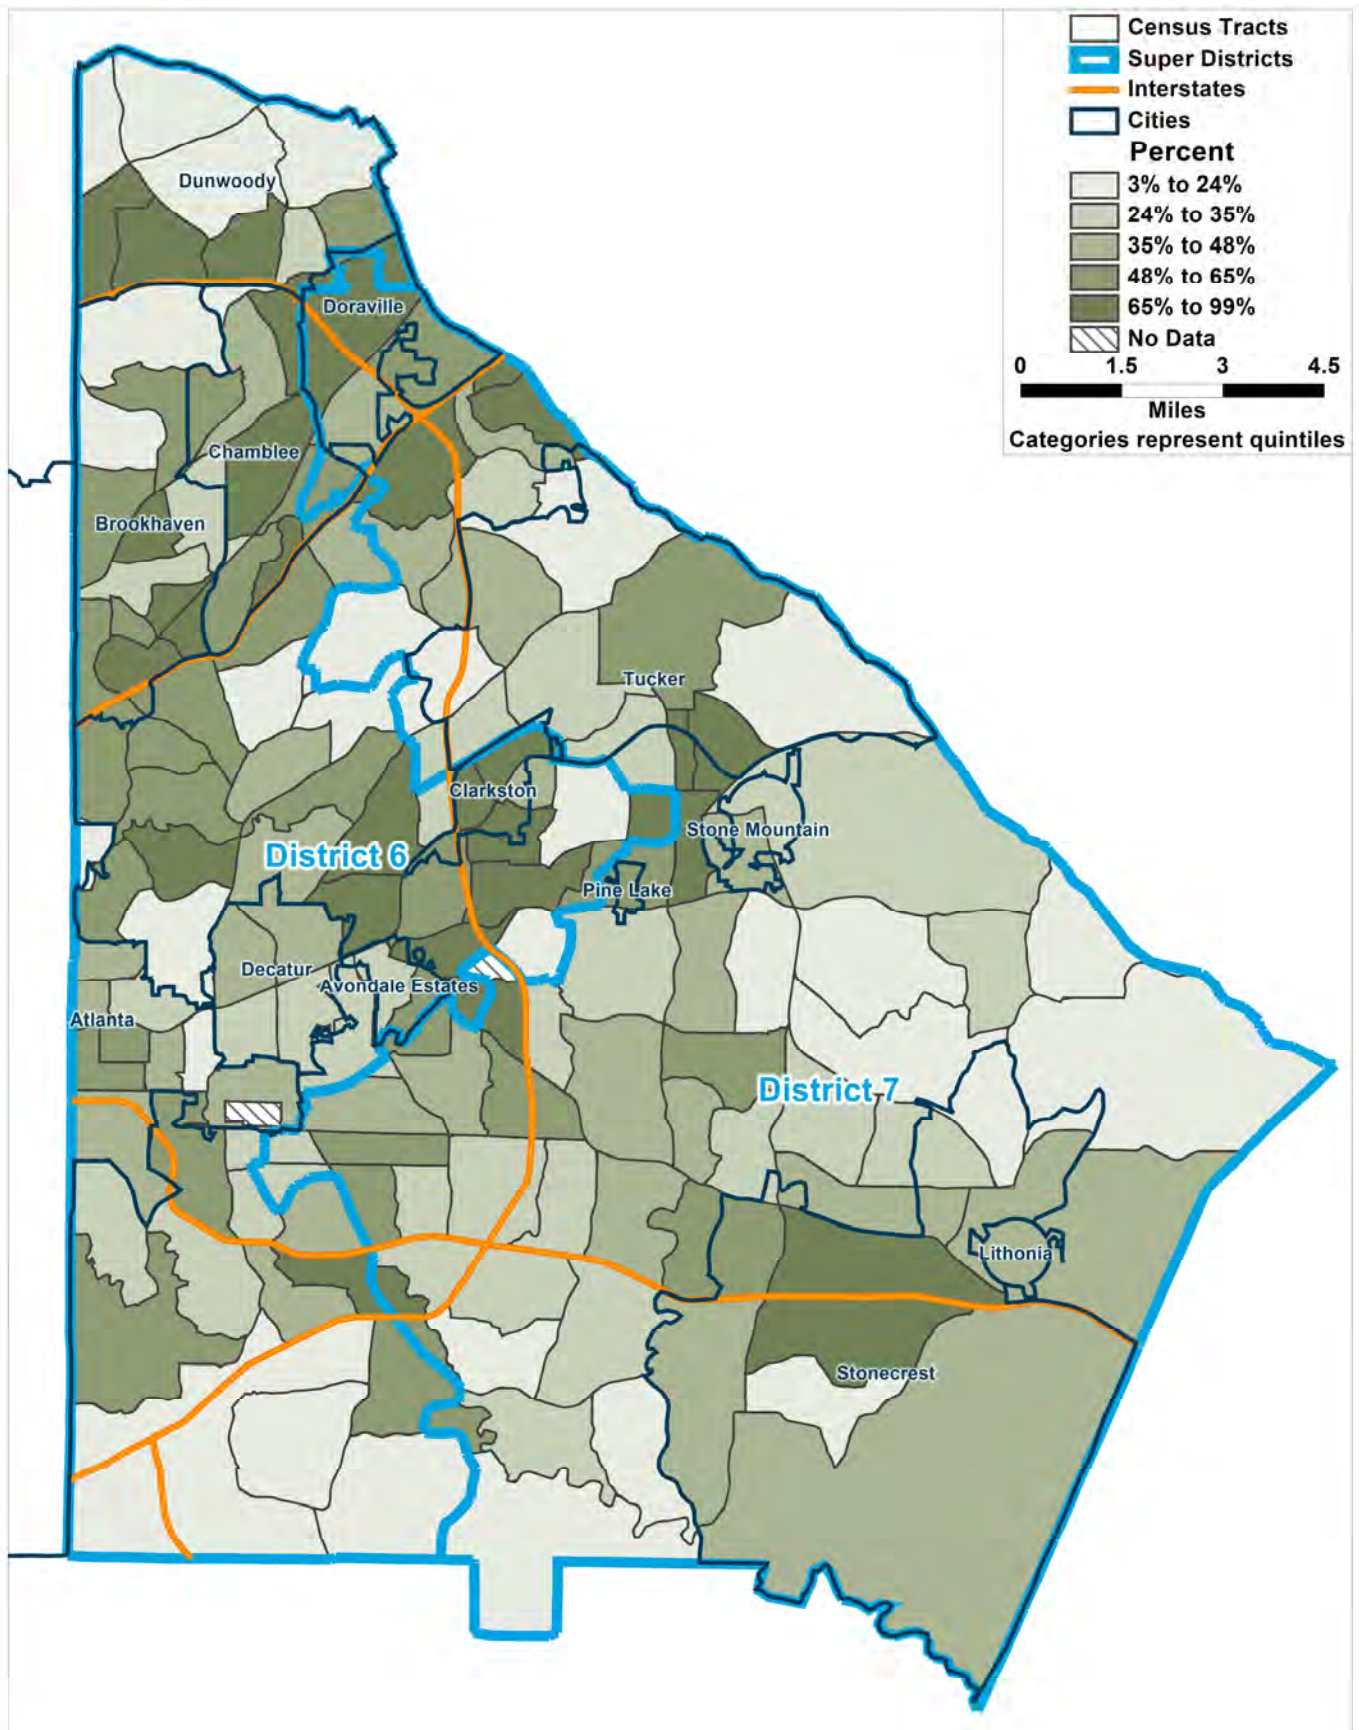 Census Tracts
Super Districts
Interstates
Cities
Percent
3% to 24%
24% to 35%
35% to 48%
48% to 65%
65% to 99%
No Data
0 1.5 3 4.5
Miles
Categories represent quintiles
Dunwoody
Doraville
Chamblee
Brookhaven
Tucker
Clarkston
Stone Mountain
District 6
Pine Lake
Decatur
Avondale Estates
Atlanta
District 7
Lithonia
Stonecrest